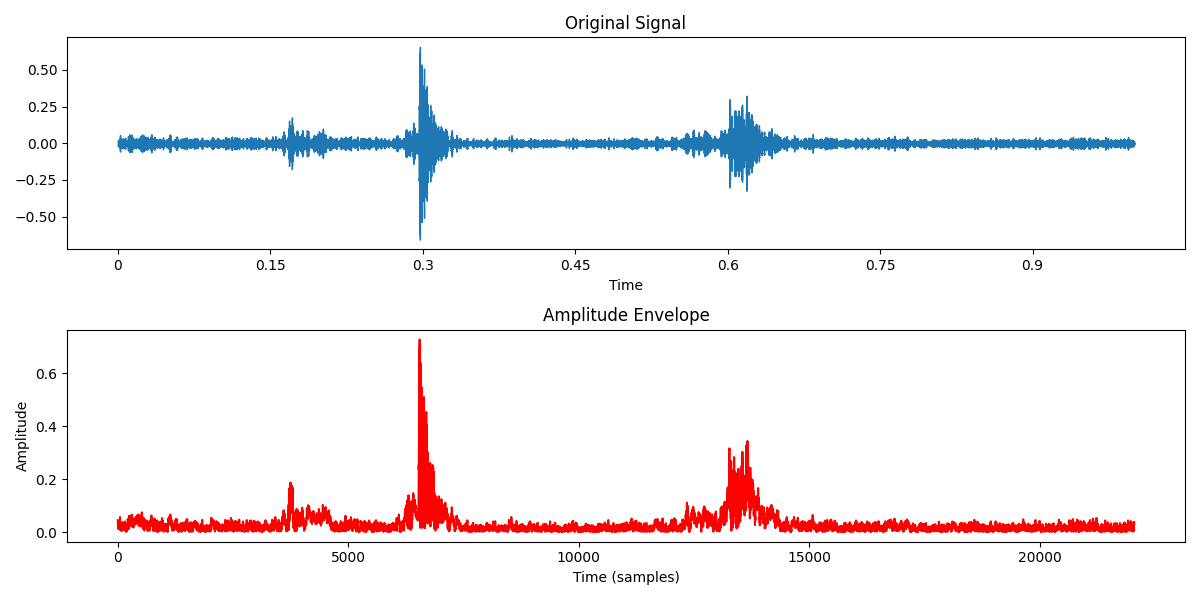 Original Signal
0.50
0.25
0.00
−0.25
−0.50
0 0.15 0.3 0.45 0.6 0.75 0.9
Time
Amplitude Envelope
Amplitude
0.6
0.4
0.2
0.0
0 5000 10000 15000 20000
Time (samples)